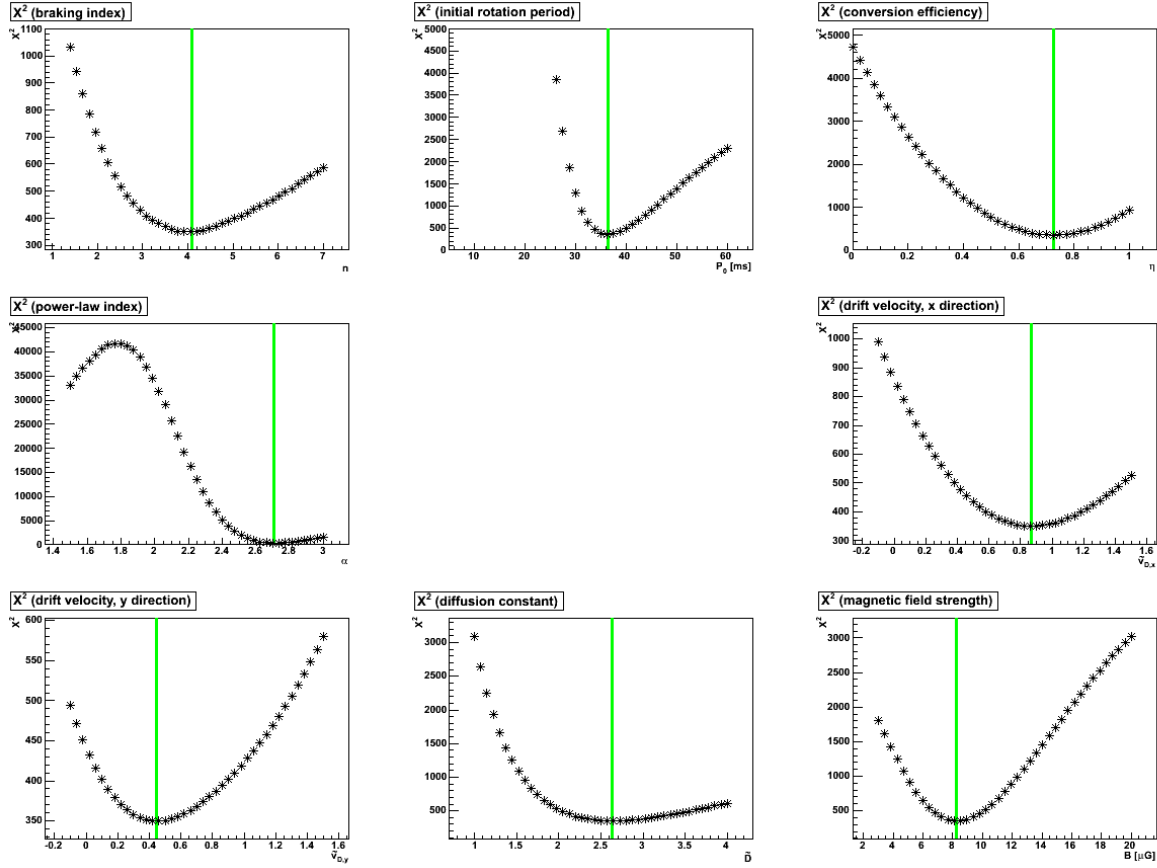 X² (braking index)
X²
1100
1000
900
800
700
600
500
400
300
1 2 3 4 5 6 7
n
X² (initial rotation period)
X²
5000
4500
4000
3500
3000
2500
2000
1500
1000
500
0
10 20 30 40 50 60
P₀ [ms]
X² (conversion efficiency)
X²
5000
4000
3000
2000
1000
0
0 0.2 0.4 0.6 0.8 1
η
X² (power-law index)
X²
45000
40000
35000
30000
25000
20000
15000
10000
5000
0
1.4 1.6 1.8 2 2.2 2.4 2.6 2.8 3
α
X² (drift velocity, x direction)
X²
1000
900
800
700
600
500
400
300
-0.2 0 0.2 0.4 0.6 0.8 1 1.2 1.4 1.6
ṽD,x
X² (drift velocity, y direction)
X²
600
550
500
450
400
350
-0.2 0 0.2 0.4 0.6 0.8 1 1.2 1.4 1.6
ṽD,y
X² (diffusion constant)
X²
3000
2500
2000
1500
1000
500
1 1.5 2 2.5 3 3.5 4
D̃
X² (magnetic field strength)
X²
3000
2500
2000
1500
1000
500
2 4 6 8 10 12 14 16 18 20
B [μG]